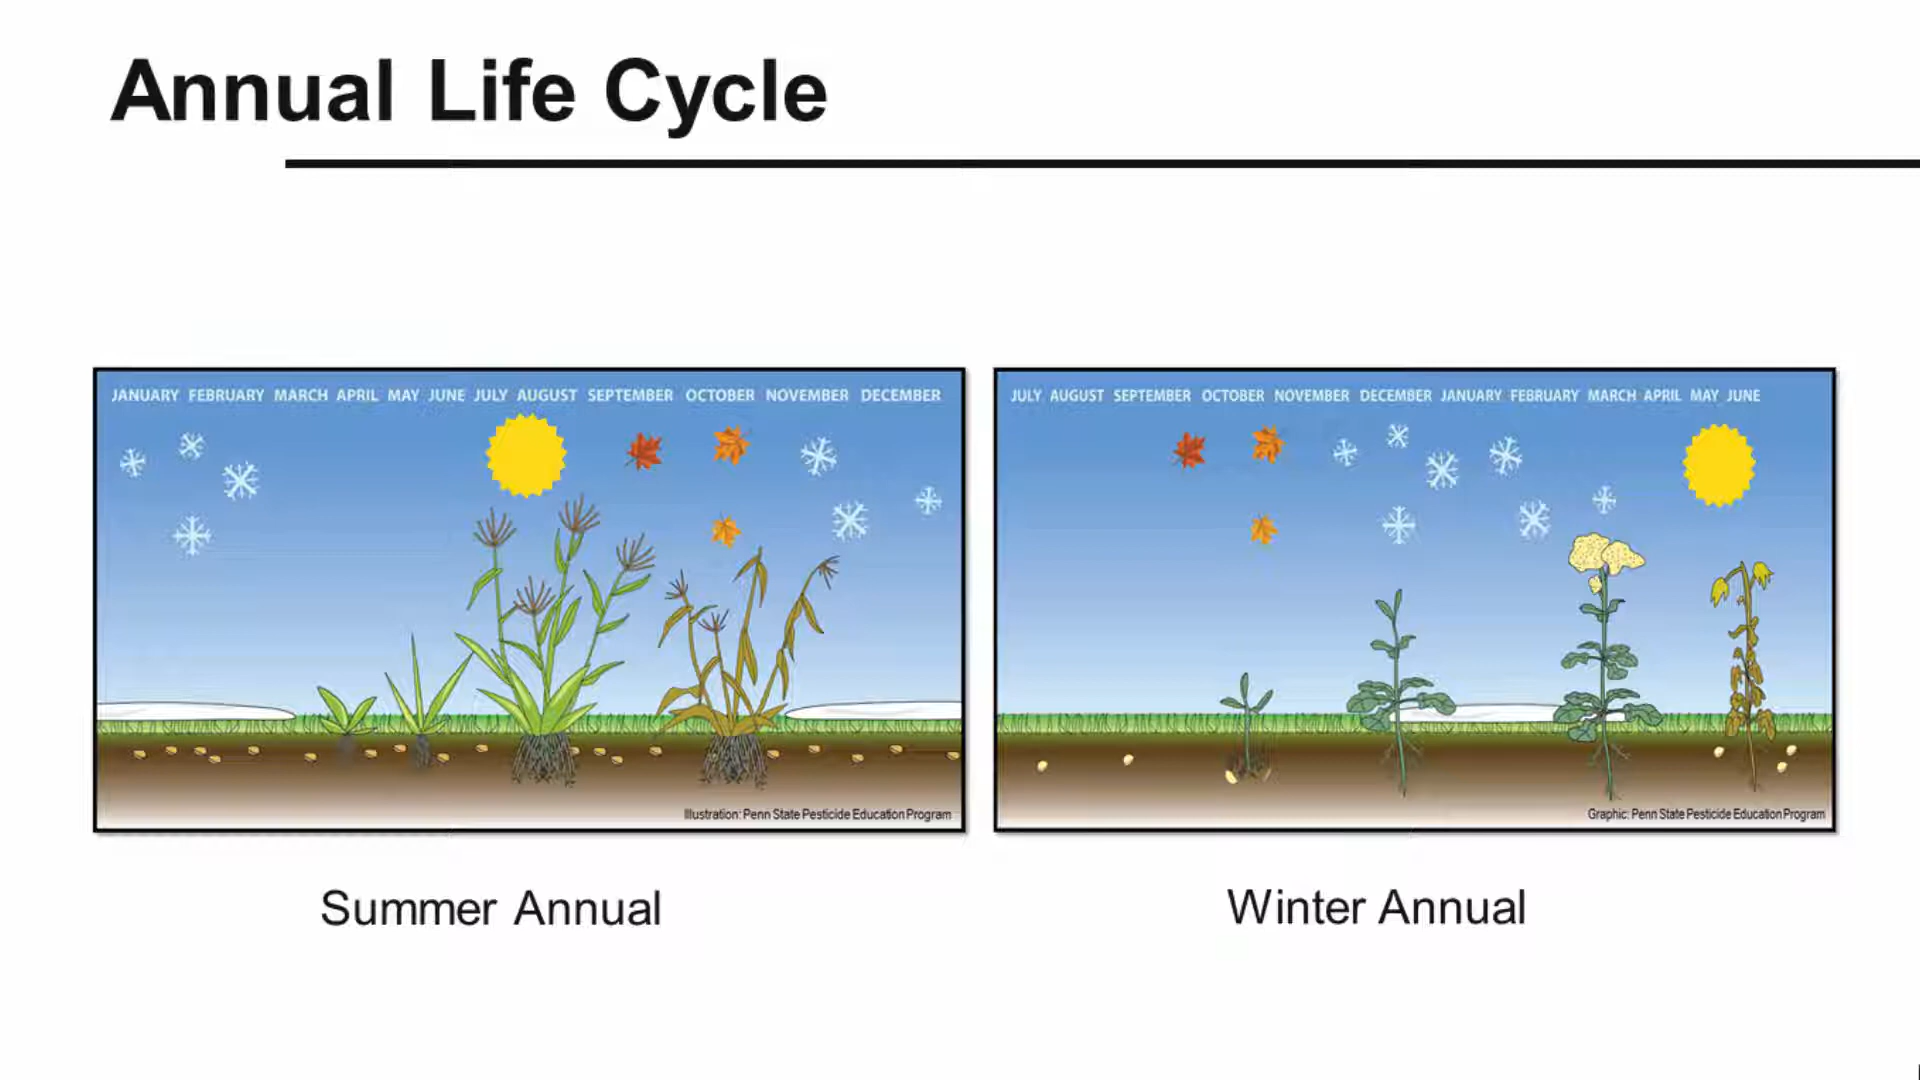 Annual Life Cycle
JANUARY FEBRUARY MARCH APRIL MAY JUNE JULY AUGUST SEPTEMBER OCTOBER NOVEMBER DECEMBER
Illustration: Penn State Pesticide Education Program
Summer Annual
JULY AUGUST SEPTEMBER OCTOBER NOVEMBER DECEMBER JANUARY FEBRUARY MARCH APRIL MAY JUNE
Graphic: Penn State Pesticide Education Program
Winter Annual